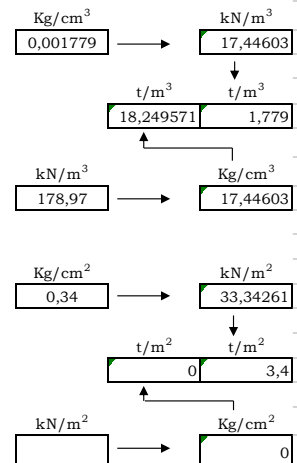 Kg/cm³ kN/m³
0,001779 17,44603
t/m³ t/m³
18,249571 1,779
kN/m³ Kg/cm³
178,97 17,44603
Kg/cm² kN/m²
0,34 33,34261
t/m² t/m²
0 3,4
kN/m² Kg/cm²
0